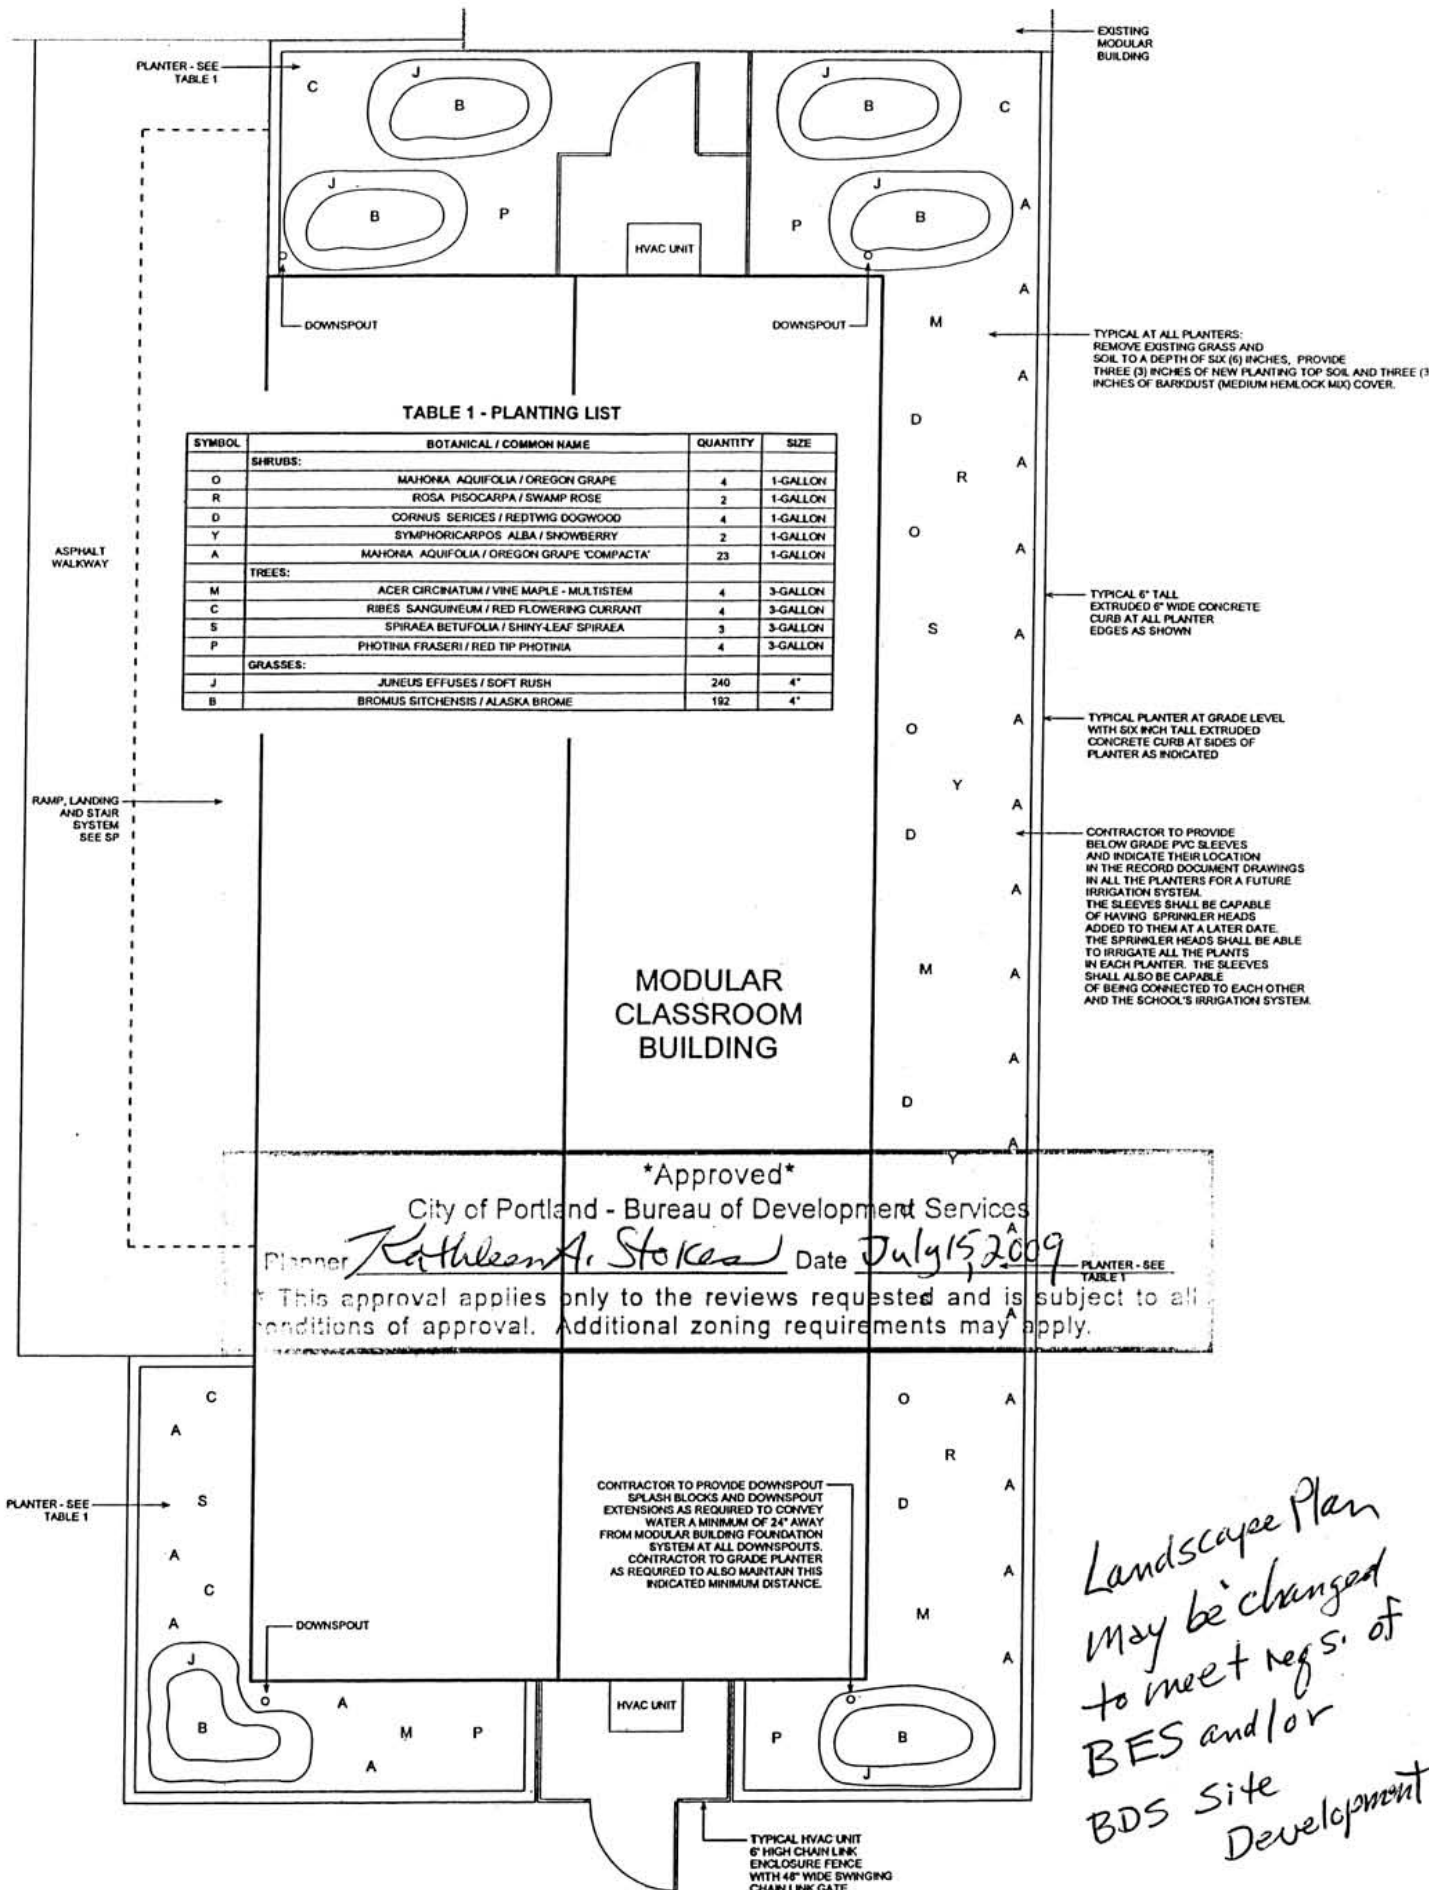 EXISTING
MODULAR
BUILDING
PLANTER - SEE
TABLE 1
C
J
B
J
B
C
J
B
P
J
B
P
A
HVAC UNIT
DOWNSPOUT
DOWNSPOUT
A
M
TYPICAL AT ALL PLANTERS:
REMOVE EXISTING GRASS AND
SOIL TO A DEPTH OF SIX (6) INCHES, PROVIDE
THREE (3) INCHES OF NEW PLANTING TOP SOIL AND THREE (3
INCHES OF BARKDUST (MEDIUM HEMLOCK MIX) COVER.
A
D
A
R
O
A
TABLE 1 - PLANTING LIST
SYMBOL BOTANICAL / COMMON NAME QUANTITY SIZE
SHRUBS:
O MAHONIA AQUIFOLIA / OREGON GRAPE 4 1-GALLON
R ROSA PISOCARPA / SWAMP ROSE 2 1-GALLON
D CORNUS SERICES / REDTWIG DOGWOOD 4 1-GALLON
Y SYMPHORICARPOS ALBA / SNOWBERRY 2 1-GALLON
A MAHONIA AQUIFOLIA / OREGON GRAPE 'COMPACTA' 23 1-GALLON
TREES:
M ACER CIRCINATUM / VINE MAPLE - MULTISTEM 4 3-GALLON
C RIBES SANGUINEUM / RED FLOWERING CURRANT 4 3-GALLON
S SPIRAEA BETUFOLIA / SHINY-LEAF SPIRAEA 3 3-GALLON
P PHOTINIA FRASERI / RED TIP PHOTINIA 4 3-GALLON
GRASSES:
J JUNEUS EFFUSES / SOFT RUSH 240 4"
B BROMUS SITCHENSIS / ALASKA BROME 192 4"
ASPHALT
WALKWAY
TYPICAL 6" TALL
EXTRUDED 6" WIDE CONCRETE
CURB AT ALL PLANTER
EDGES AS SHOWN
S
A
A
O
TYPICAL PLANTER AT GRADE LEVEL
WITH SIX INCH TALL EXTRUDED
CONCRETE CURB AT SIDES OF
PLANTER AS INDICATED
Y
A
D
RAMP, LANDING
AND STAIR
SYSTEM
SEE SP
CONTRACTOR TO PROVIDE
BELOW GRADE PVC SLEEVES
AND INDICATE THEIR LOCATION
IN THE RECORD DOCUMENT DRAWINGS
IN ALL THE PLANTERS FOR A FUTURE
IRRIGATION SYSTEM.
THE SLEEVES SHALL BE CAPABLE
OF HAVING SPRINKLER HEADS
ADDED TO THEM AT A LATER DATE.
THE SPRINKLER HEADS SHALL BE ABLE
TO IRRIGATE ALL THE PLANTS
IN EACH PLANTER. THE SLEEVES
SHALL ALSO BE CAPABLE
OF BEING CONNECTED TO EACH OTHER
AND THE SCHOOL'S IRRIGATION SYSTEM.
A
M
A
MODULAR
CLASSROOM
BUILDING
A
D
A
Y
*Approved*
City of Portland - Bureau of Development Services
A
Planner Kathleen A. Stokes Date July 15, 2009
PLANTER - SEE
TABLE 1
* This approval applies only to the reviews requested and is subject to all
conditions of approval. Additional zoning requirements may apply.
A
C
O
A
A
R
S
D
A
PLANTER - SEE
TABLE 1
CONTRACTOR TO PROVIDE DOWNSPOUT
SPLASH BLOCKS AND DOWNSPOUT
EXTENSIONS AS REQUIRED TO CONVEY
WATER A MINIMUM OF 24" AWAY
FROM MODULAR BUILDING FOUNDATION
SYSTEM AT ALL DOWNSPOUTS.
CONTRACTOR TO GRADE PLANTER
AS REQUIRED TO ALSO MAINTAIN THIS
INDICATED MINIMUM DISTANCE.
A
C
A
A
M
DOWNSPOUT
J
A
B
A
M
P
A
HVAC UNIT
P
B
J
TYPICAL HVAC UNIT
6' HIGH CHAIN LINK
ENCLOSURE FENCE
WITH 48" WIDE SWINGING
CHAIN LINK GATE
Landscape Plan
may be changed
to meet regs. of
BES and/or
BDS Site
Development